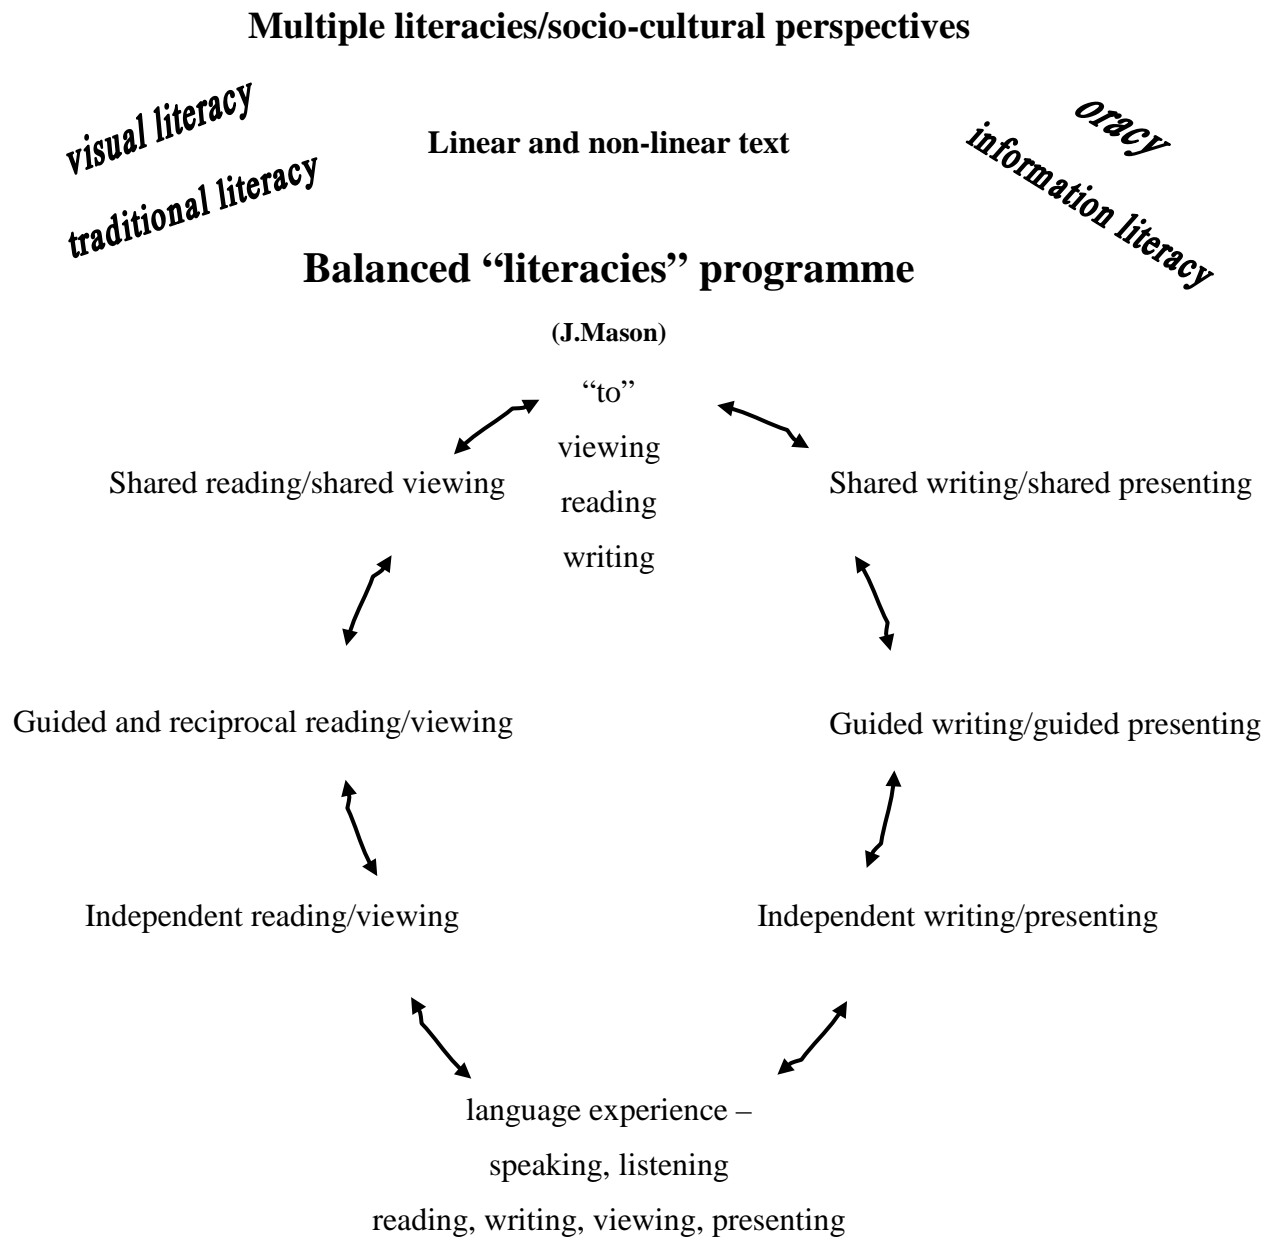 Multiple literacies/socio-cultural perspectives
visual literacy
traditional literacy
Linear and non-linear text
oracy
information literacy
Balanced “literacies” programme
(J.Mason)
“to”
viewing
reading
writing
Shared reading/shared viewing
Shared writing/shared presenting
Guided and reciprocal reading/viewing
Guided writing/guided presenting
Independent reading/viewing
Independent writing/presenting
language experience –
speaking, listening
reading, writing, viewing, presenting